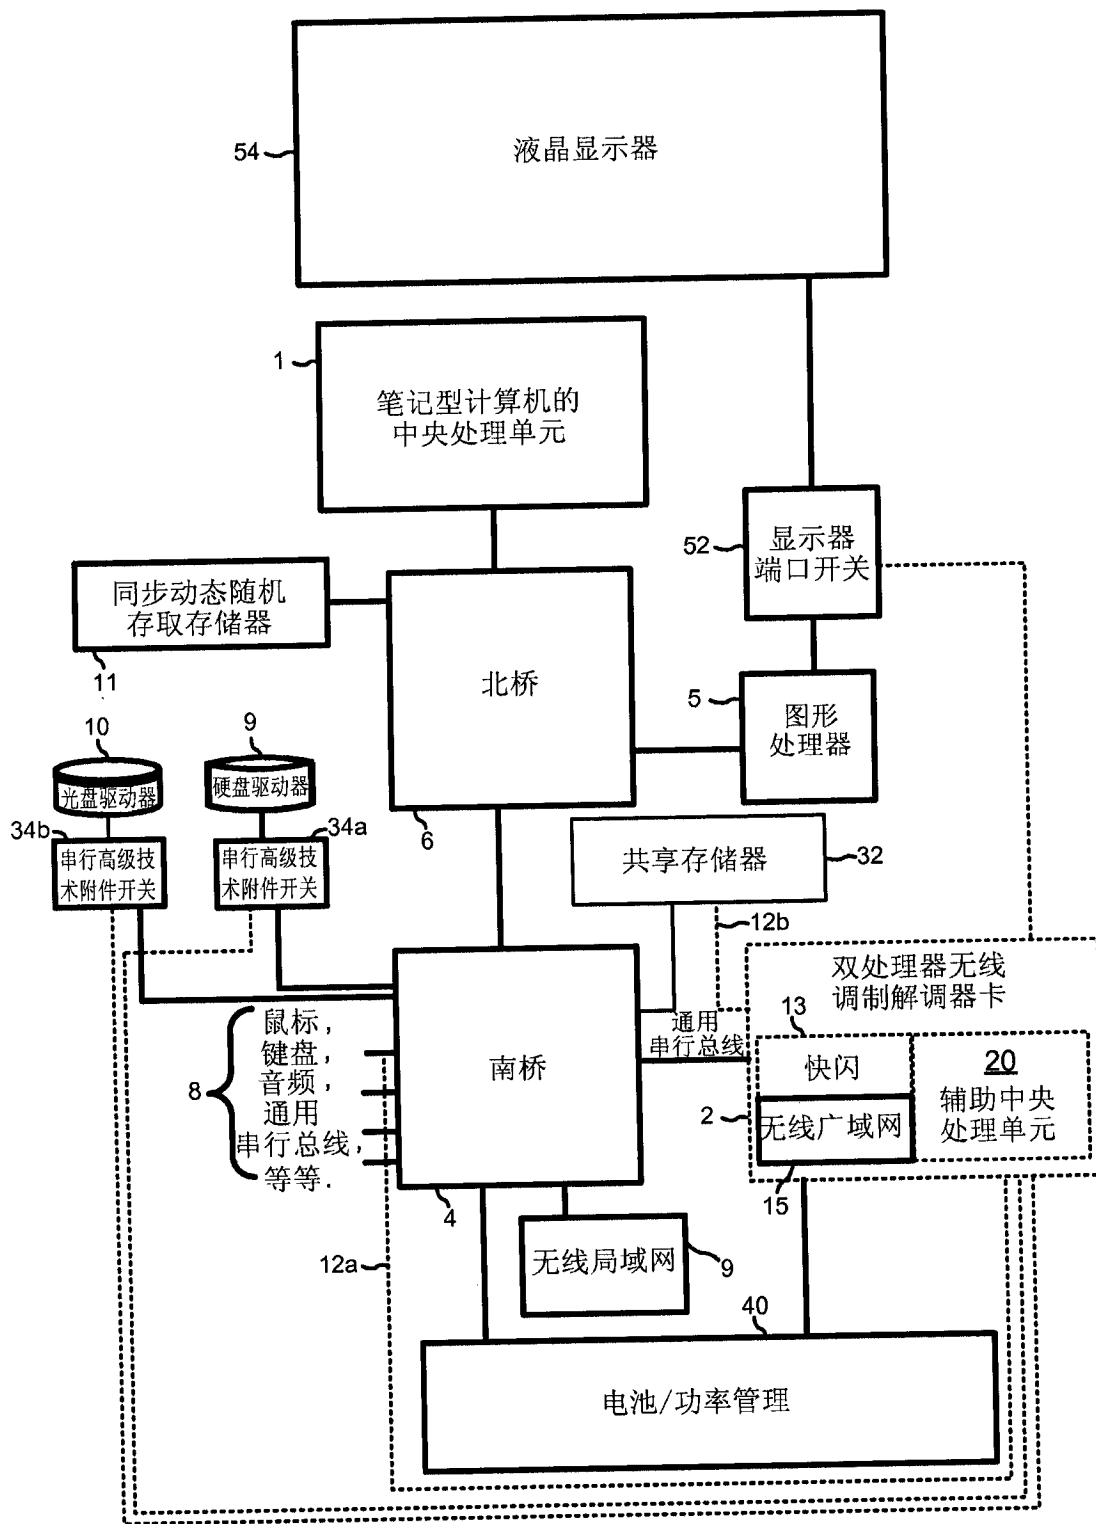 54
液晶显示器
1
笔记型计算机的
中央处理单元
52
显示器
端口开关
同步动态随机
存取存储器
11
北桥
6
5
图形
处理器
10
光盘驱动器
9
硬盘驱动器
34b
串行高级技
术附件开关
34a
串行高级技
术附件开关
共享存储器
32
12b
双处理器无线
调制解调器卡
通用
串行总线
13
快闪
20
辅助中央
处理单元
2
无线广域网
15
8
鼠标,
键盘,
音频,
通用
串行总线,
等等.
南桥
4
12a
无线局域网
9
40
电池/功率管理